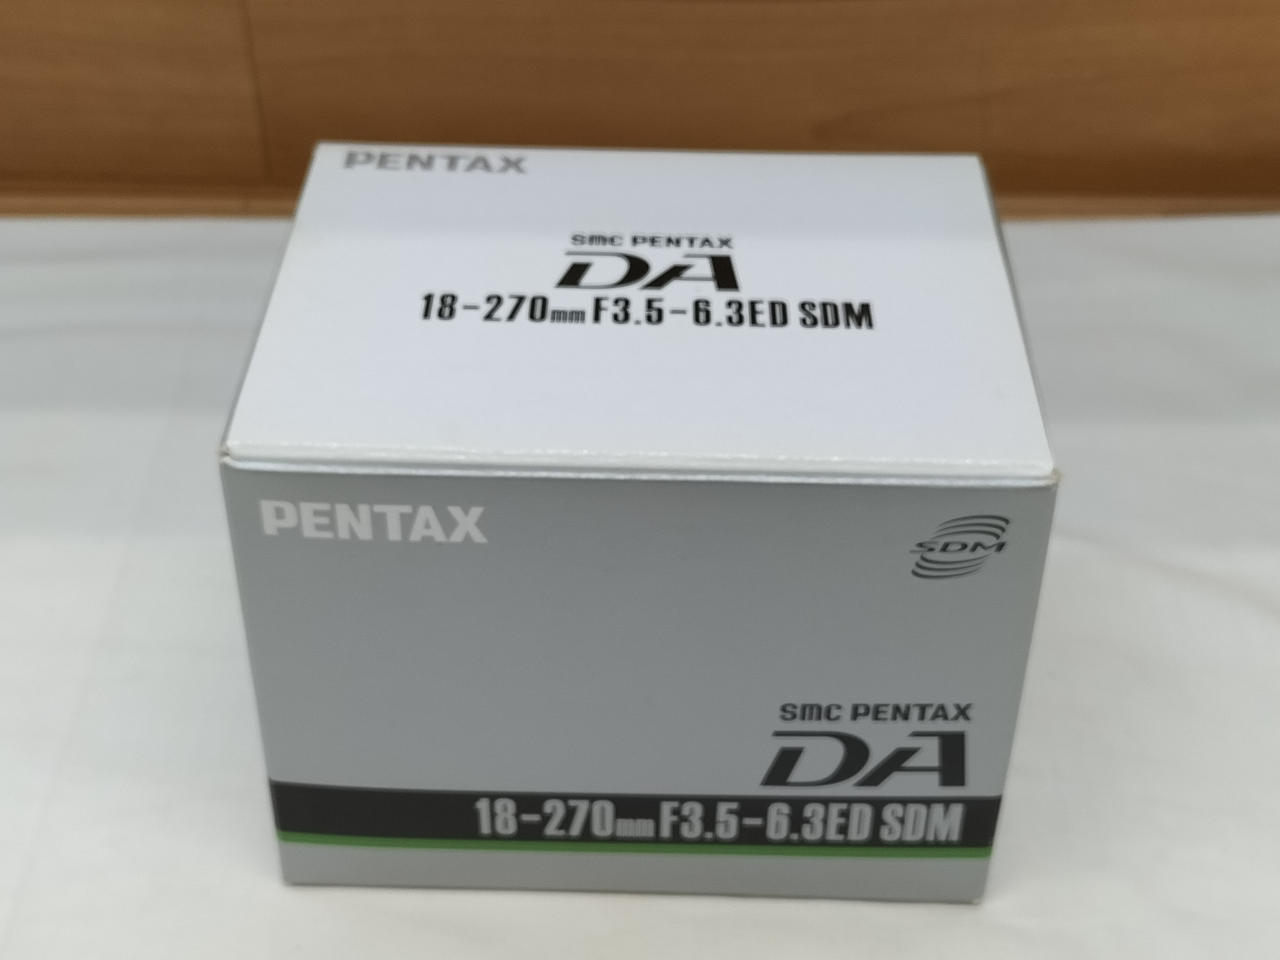 PENTAX
smc PENTAX
DA
18-270mm F3.5-6.3ED SDM
PENTAX
SDM
smc PENTAX
DA
18-270mm F3.5-6.3ED SDM